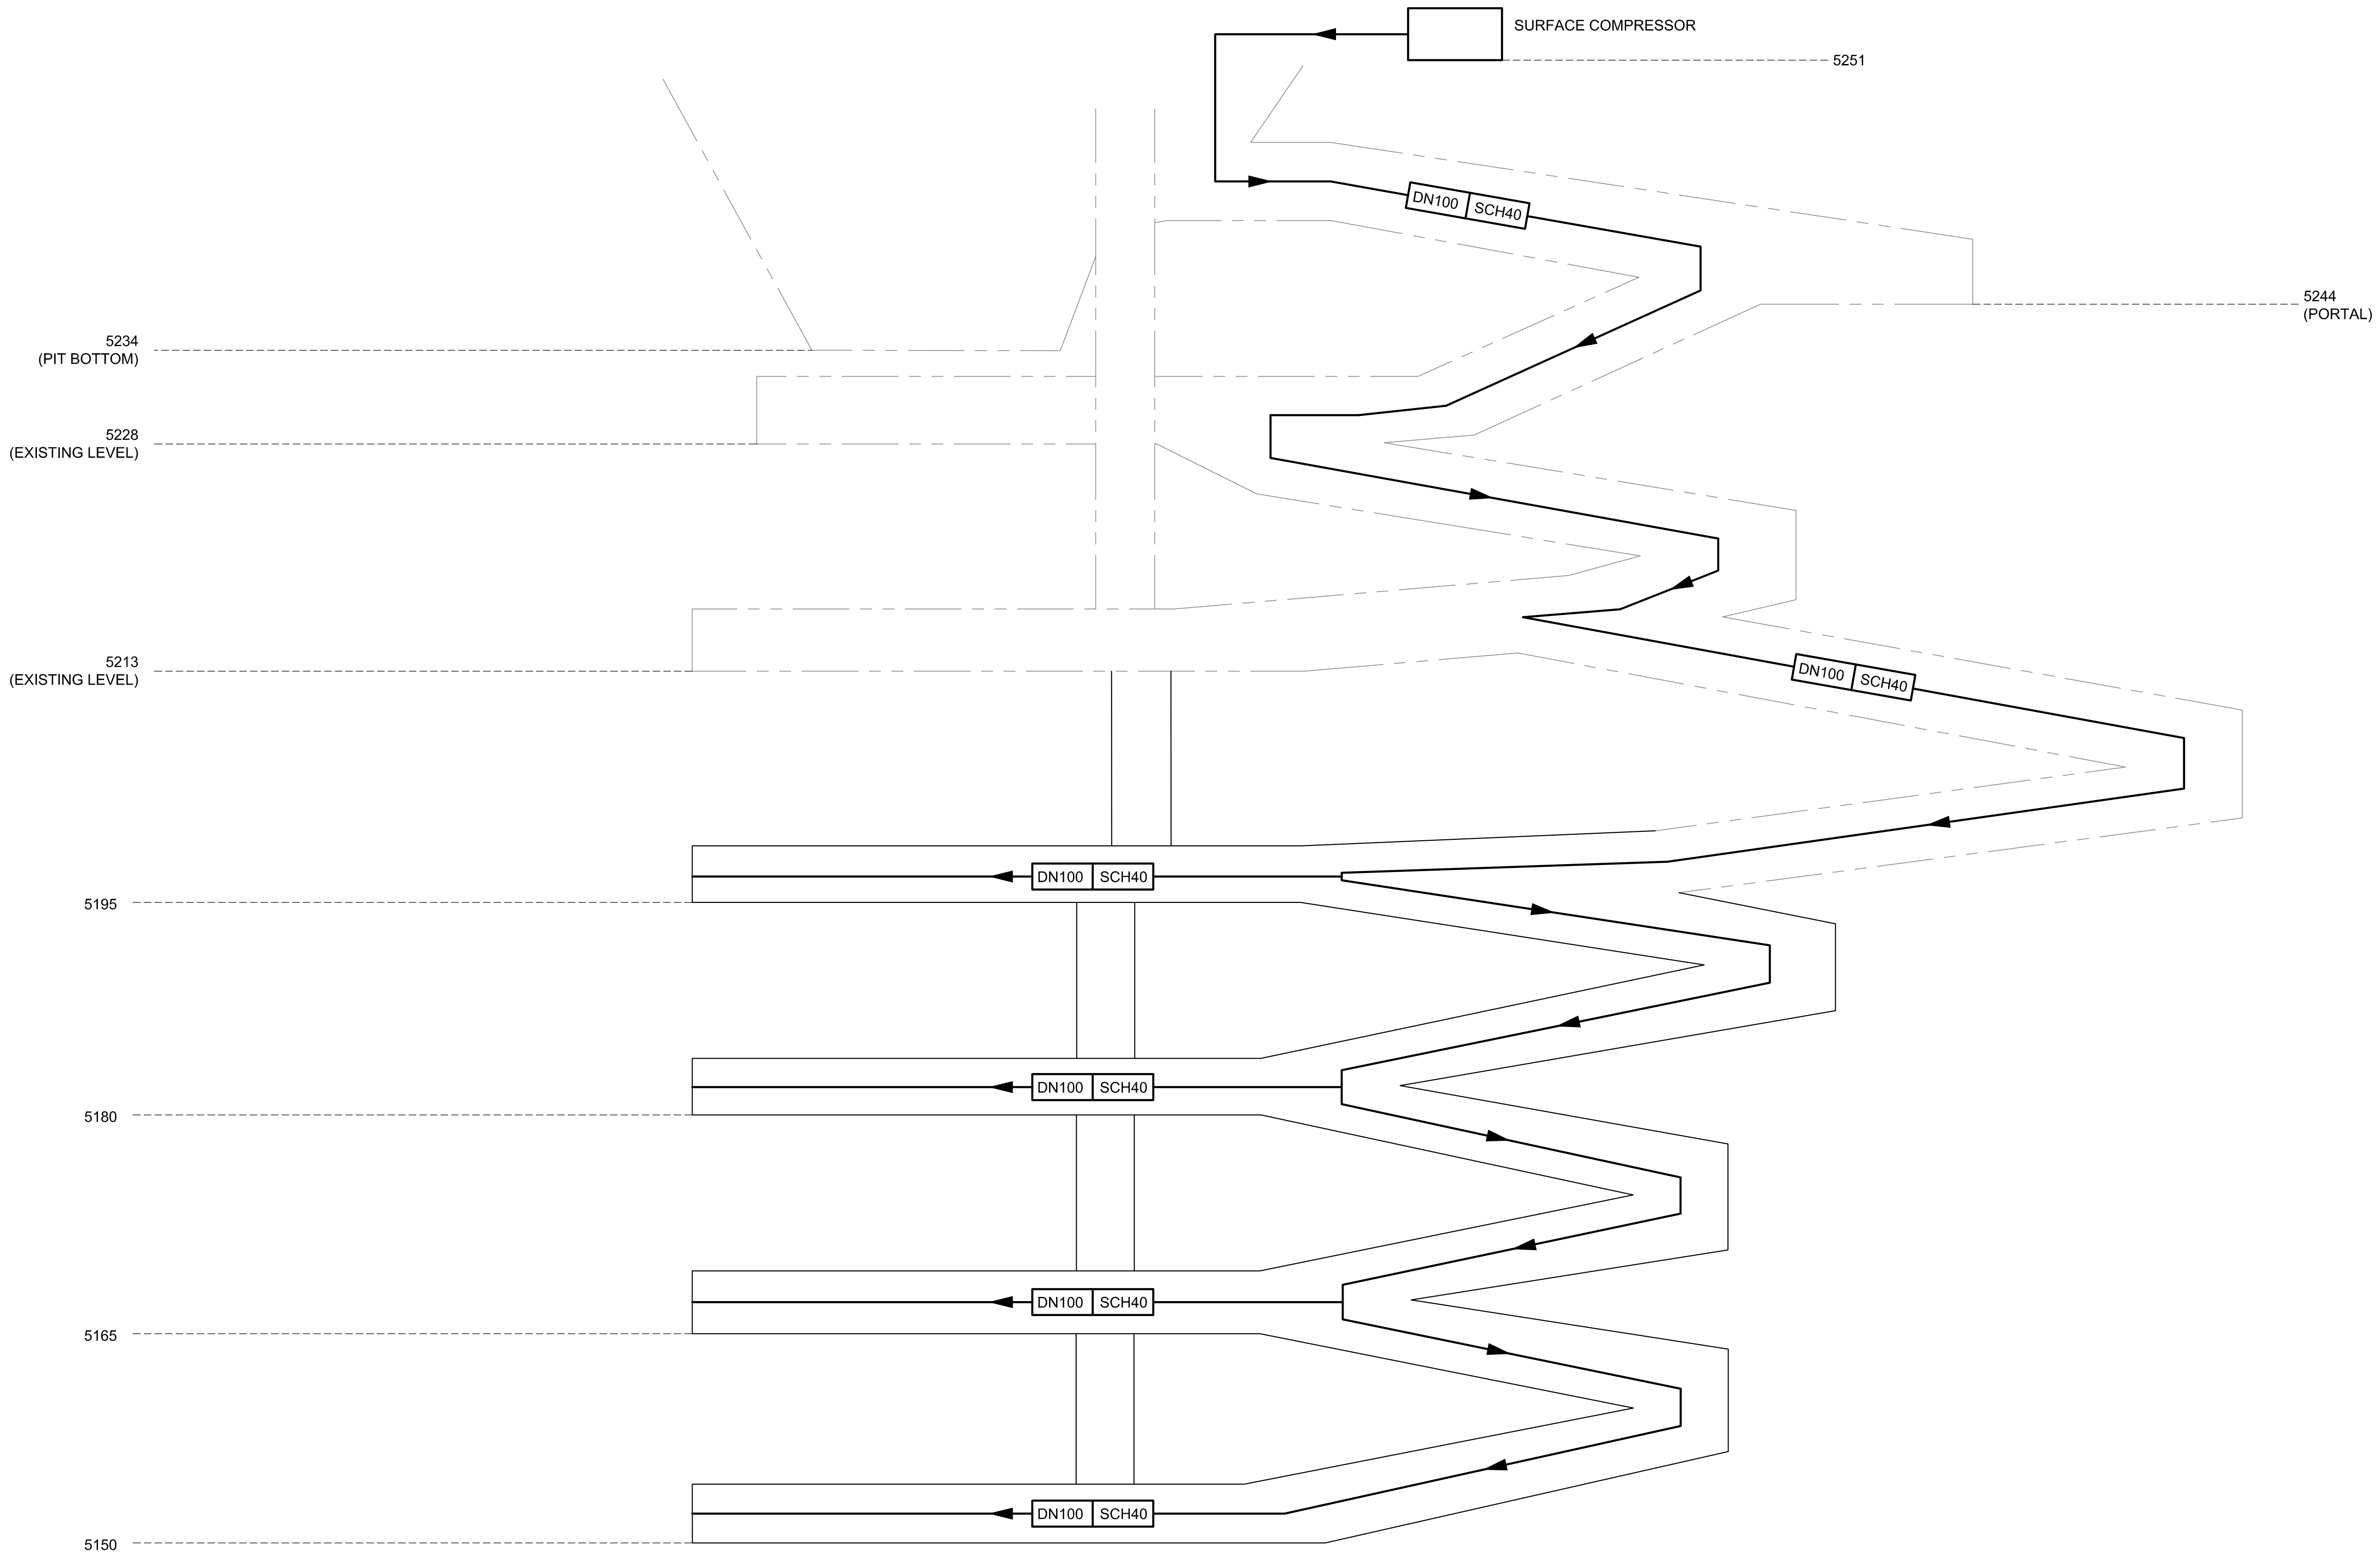 SURFACE COMPRESSOR
5251
DN100 SCH40
5244
(PORTAL)
5234
(PIT BOTTOM)
5228
(EXISTING LEVEL)
5213
(EXISTING LEVEL)
DN100 SCH40
DN100 SCH40
5195
DN100 SCH40
5180
DN100 SCH40
5165
DN100 SCH40
5150